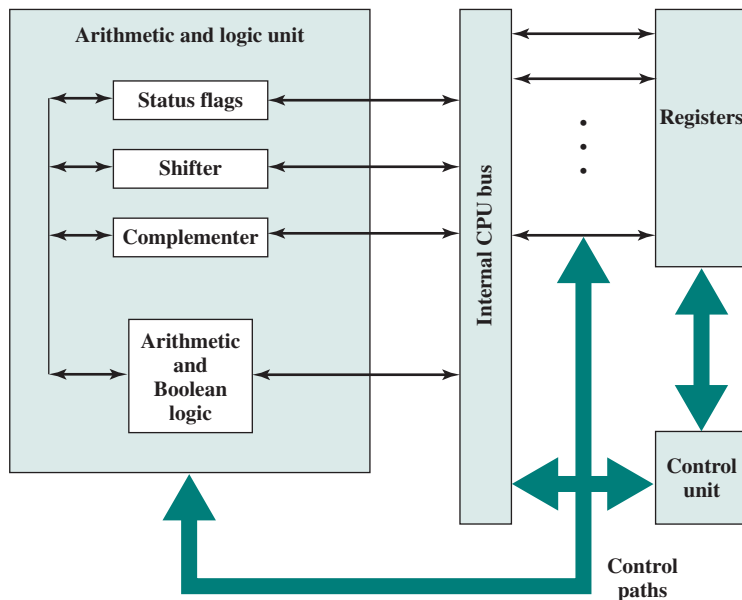 Arithmetic and logic unit
Status flags
Shifter
Complementer
Arithmetic
and
Boolean
logic
Internal CPU bus
Registers
Control
unit
Control
paths